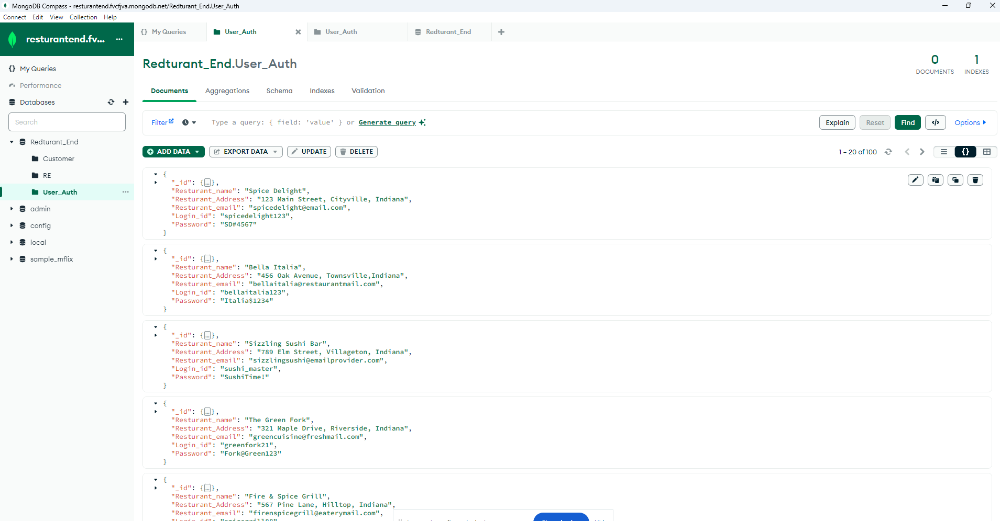 MongoDB Compass - resturantend.fvcfjva.mongodb.net/Redturant_End.User_Auth
Connect Edit View Collection Help
resturantend.fv... ...
{} My Queries
User_Auth
User_Auth
Redturant_End
{} My Queries
Performance
Databases
Search
Redturant_End
Customer
RE
User_Auth ...
admin
config
local
sample_mflix
Redturant_End.User_Auth
0 DOCUMENTS
1 INDEXES
Documents Aggregations Schema Indexes Validation
Filter Type a query: { field: 'value' } or Generate query Explain Reset Find </> Options
ADD DATA EXPORT DATA UPDATE DELETE 1 – 20 of 100 {}
{
"_id": {…},
"Resturant_name": "Spice Delight",
"Resturant_Address": "123 Main Street, Cityville, Indiana",
"Resturant_email": "spicedelight@email.com",
"Login_id": "spicedelight123",
"Password": "SD#4567"
}
{
"_id": {…},
"Resturant_name": "Bella Italia",
"Resturant_Address": "456 Oak Avenue, Townsville,Indiana",
"Resturant_email": "bellaitalia@restaurantmail.com",
"Login_id": "bellaitalia123",
"Password": "Italia$1234"
}
{
"_id": {…},
"Resturant_name": "Sizzling Sushi Bar",
"Resturant_Address": "789 Elm Street, Villageton, Indiana",
"Resturant_email": "sizzlingsushi@emailprovider.com",
"Login_id": "sushi_master",
"Password": "SushiTime!"
}
{
"_id": {…},
"Resturant_name": "The Green Fork",
"Resturant_Address": "321 Maple Drive, Riverside, Indiana",
"Resturant_email": "greencuisine@freshmail.com",
"Login_id": "greenfork21",
"Password": "Fork@Green123"
}
{
"_id": {…},
"Resturant_name": "Fire & Spice Grill",
"Resturant_Address": "567 Pine Lane, Hilltop, Indiana",
"Resturant_email": "firenspicegrill@eaterymail.com",